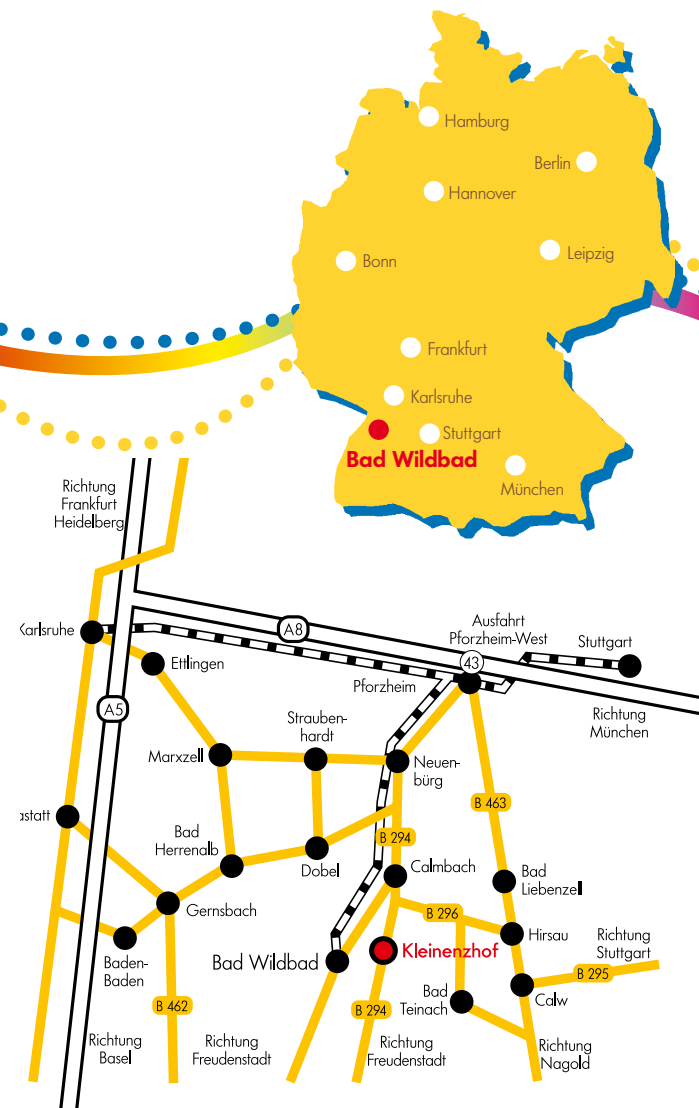 Hamburg
Berlin
Hannover
Bonn
Leipzig
Frankfurt
Karlsruhe
Stuttgart
Bad Wildbad
München
Richtung
Frankfurt
Heidelberg
A8
Ausfahrt
Pforzheim-West
Stuttgart
Karlsruhe
Ettlingen
43
Pforzheim
A5
Richtung
München
Strauben-
hardt
Marxzell
Neuen-
bürg
B 463
astatt
Bad
Herrenalb
B 294
Dobel
Calmbach
Bad
Liebenzell
Gernsbach
B 296
Hirsau
Richtung
Stuttgart
Baden-
Baden
Bad Wildbad
Kleinenzhof
B 295
B 462
B 294
Bad
Teinach
Calw
Richtung
Basel
Richtung
Freudenstadt
Richtung
Freudenstadt
Richtung
Nagold